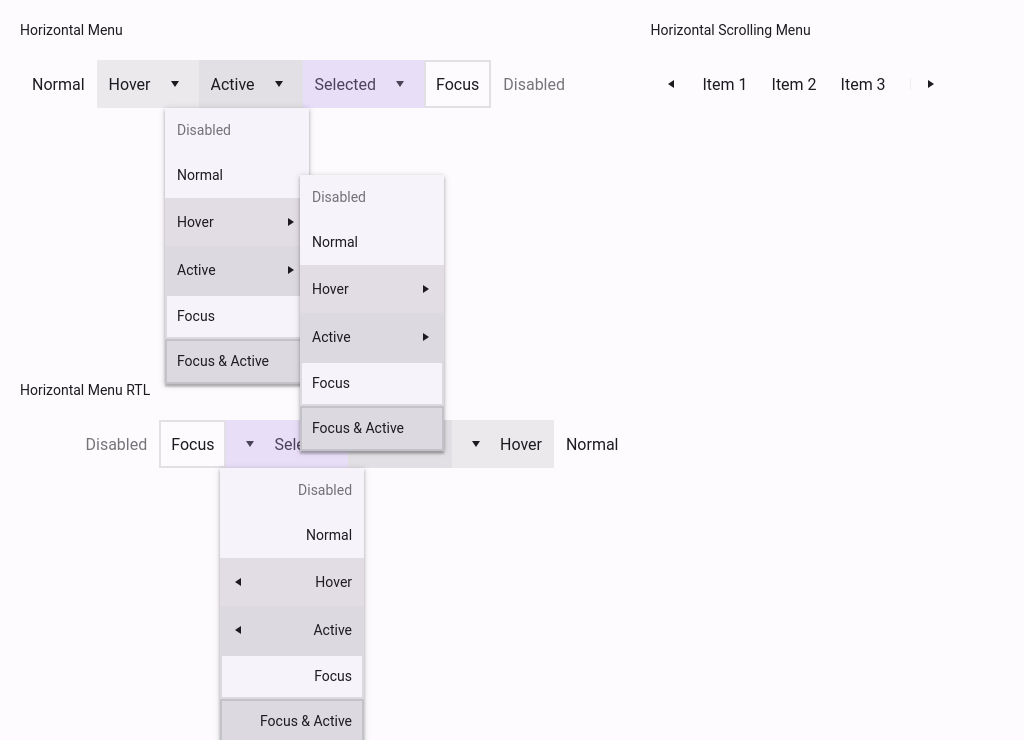 Horizontal Menu
Horizontal Scrolling Menu
Normal Hover Active Selected Focus Disabled
Item 1 Item 2 Item 3
Disabled
Normal
Hover
Active
Focus
Focus & Active
Disabled
Normal
Hover
Active
Focus
Focus & Active
Horizontal Menu RTL
Disabled Focus Sele Hover Normal
Disabled
Normal
Hover
Active
Focus
Focus & Active